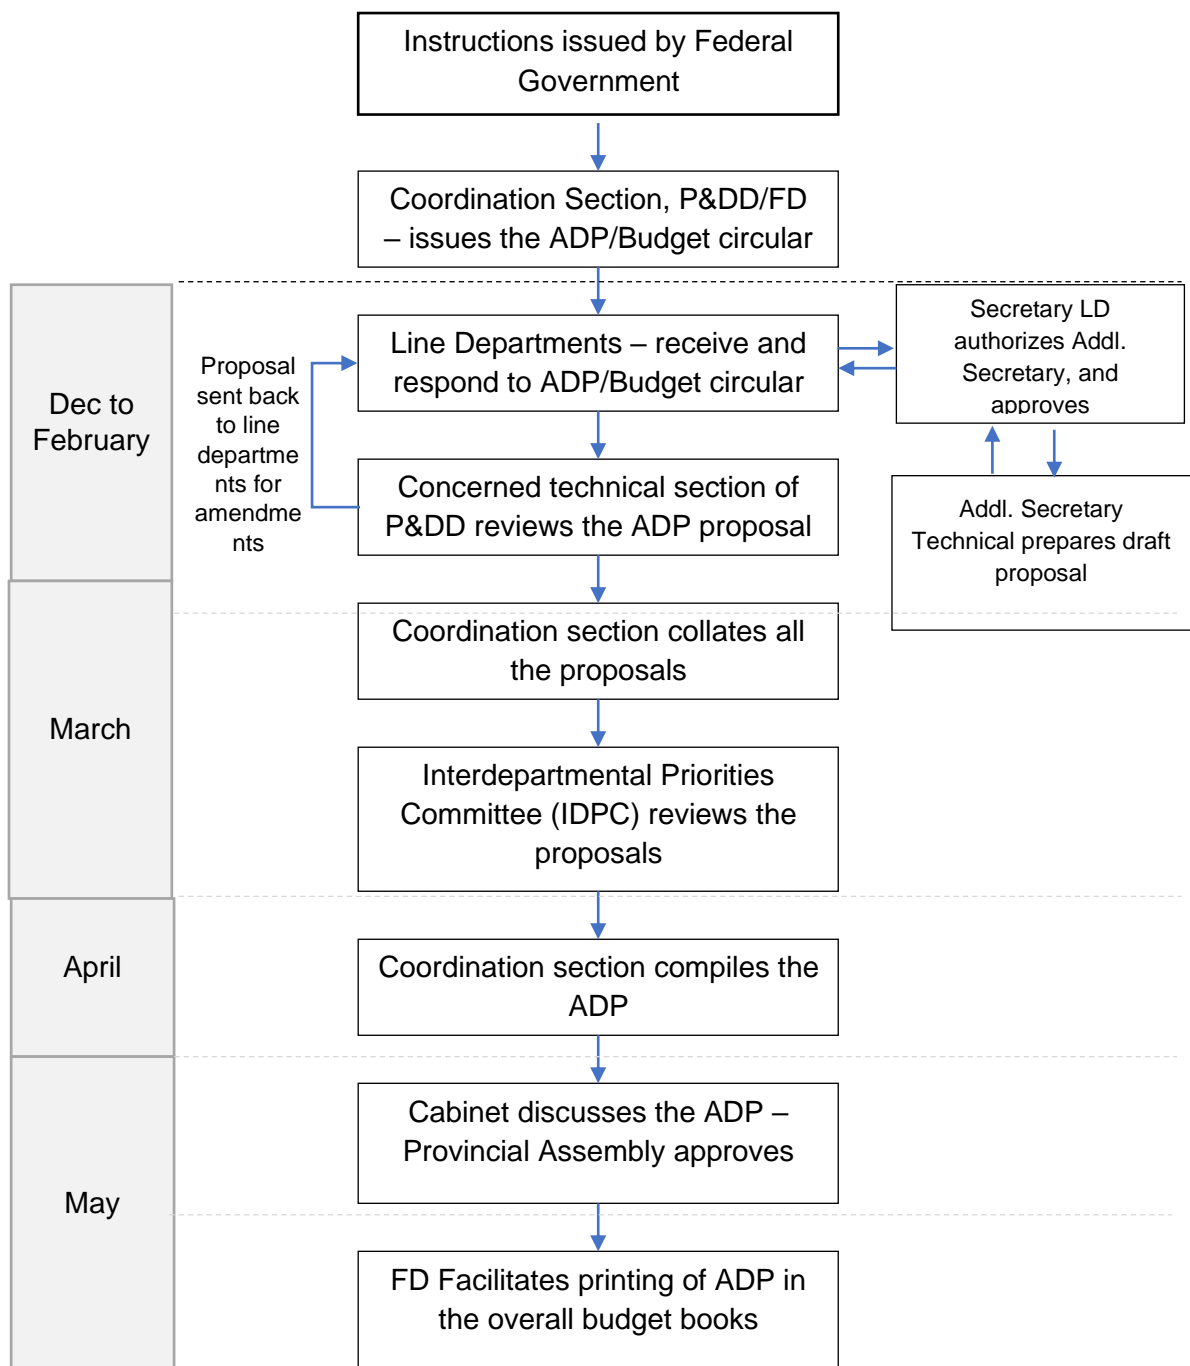 Instructions issued by Federal
Government
Coordination Section, P&DD/FD
– issues the ADP/Budget circular
Dec to
February
Proposal
sent back
to line
departme
nts for
amendme
nts
Line Departments – receive and
respond to ADP/Budget circular
Secretary LD
authorizes Addl.
Secretary, and
approves
Concerned technical section of
P&DD reviews the ADP proposal
Addl. Secretary
Technical prepares draft
proposal
March
Coordination section collates all
the proposals
Interdepartmental Priorities
Committee (IDPC) reviews the
proposals
April
Coordination section compiles the
ADP
May
Cabinet discusses the ADP –
Provincial Assembly approves
FD Facilitates printing of ADP in
the overall budget books